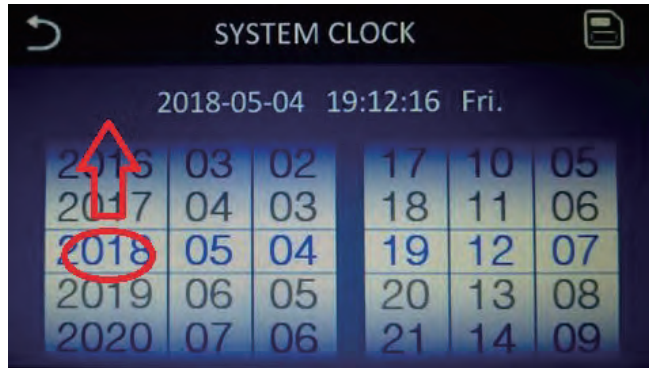 SYSTEM CLOCK
2018-05-04 19:12:16 Fri.
2016 03 02 17 10 05
2017 04 03 18 11 06
2018 05 04 19 12 07
2019 06 05 20 13 08
2020 07 06 21 14 09